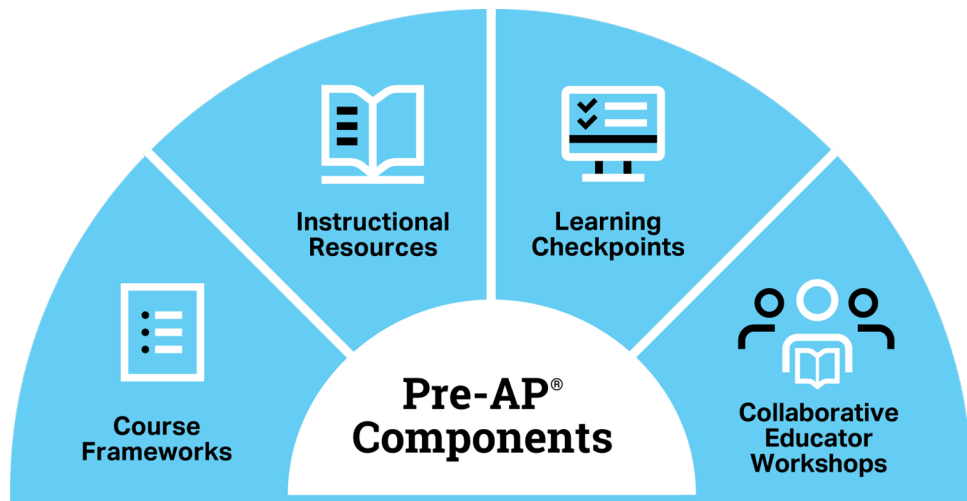 Instructional
Resources
Learning
Checkpoints
Course
Frameworks
Pre-AP®
Components
Collaborative
Educator
Workshops